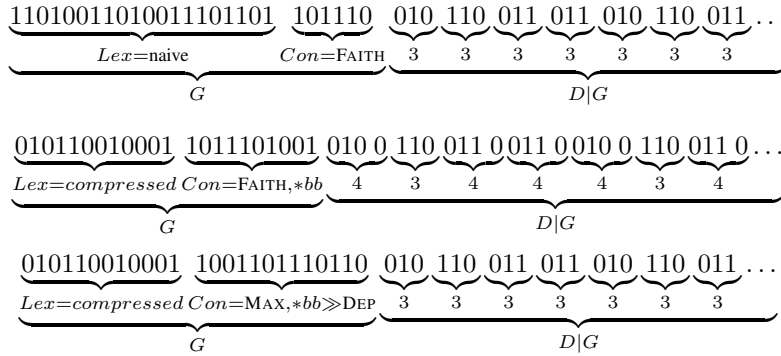 11010011010011101101 101110 010 110 011 011 010 110 011 . .
Lex=naive Con=FAITH 3 3 3 3 3 3 3
G D|G
010110010001 1011101001 010 0 110 011 0 011 0 010 0 110 011 0 ...
Lex=compressed Con=FAITH,*bb 4 3 4 4 4 3 4
G D|G
010110010001 1001101110110 010 110 011 011 010 110 011 ...
Lex=compressed Con=MAX,*bb≫DEP 3 3 3 3 3 3 3
G D|G